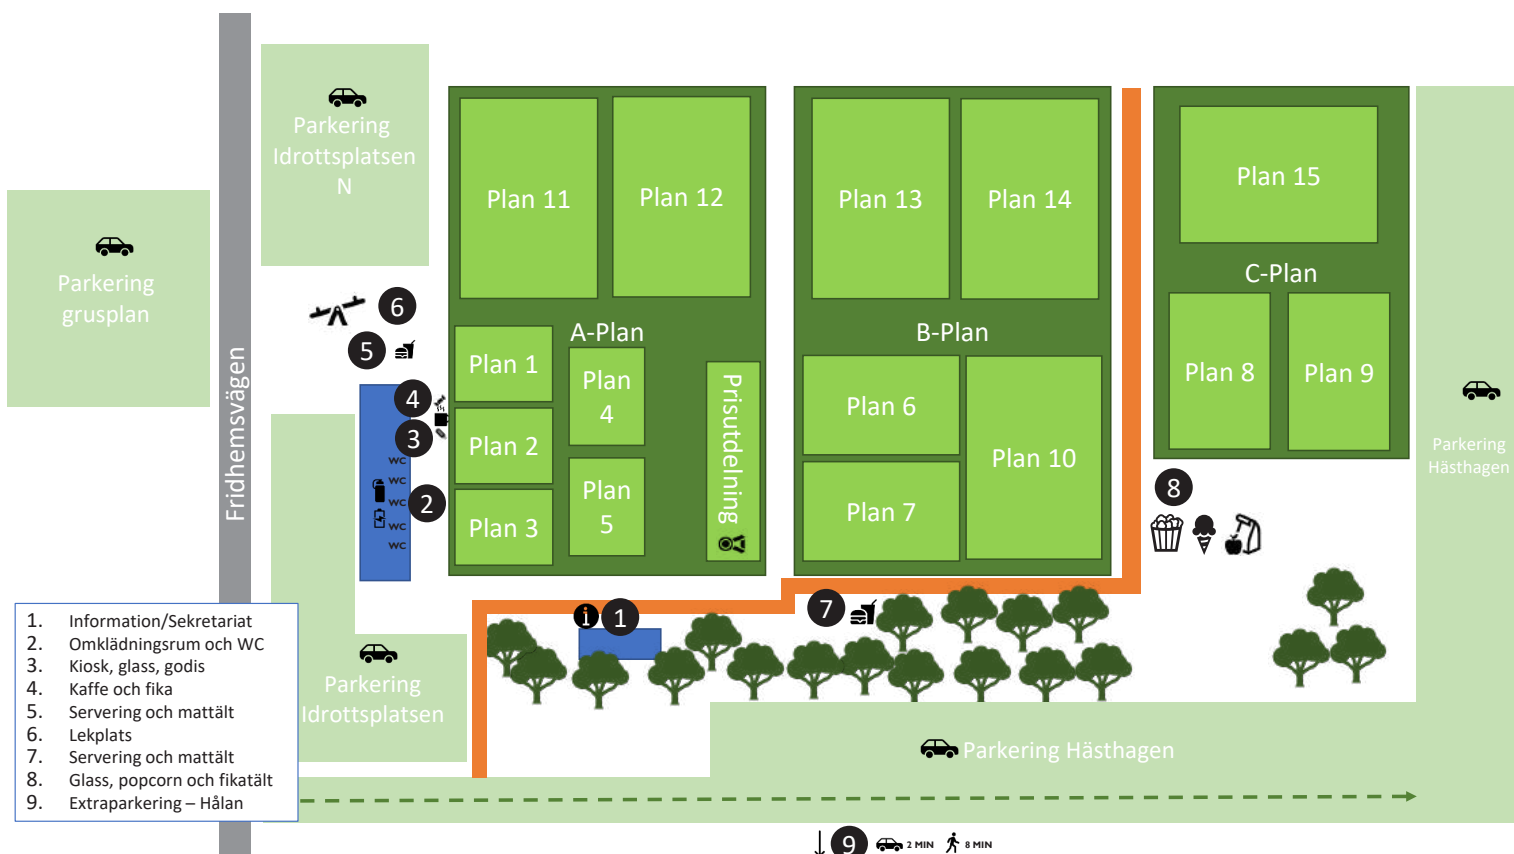 Parkering
Idrottsplatsen
N
Parkering
grusplan
Fridhemsvägen
Plan 11
Plan 12
A-Plan
Plan 1
Plan 2
Plan 3
Plan
4
Plan
5
Prisutdelning
Plan 13
Plan 14
B-Plan
Plan 6
Plan 7
Plan 10
Plan 15
C-Plan
Plan 8
Plan 9
Parkering
Hästhagen
6
5
4
3
WC
WC
2
WC
WC
WC
8
i
1
7
Parkering
Idrottsplatsen
Parkering Hästhagen
1. Information/Sekretariat
2. Omklädningsrum och WC
3. Kiosk, glass, godis
4. Kaffe och fika
5. Servering och mattält
6. Lekplats
7. Servering och mattält
8. Glass, popcorn och fikatält
9. Extraparkering – Hålan
9 2 MIN 8 MIN